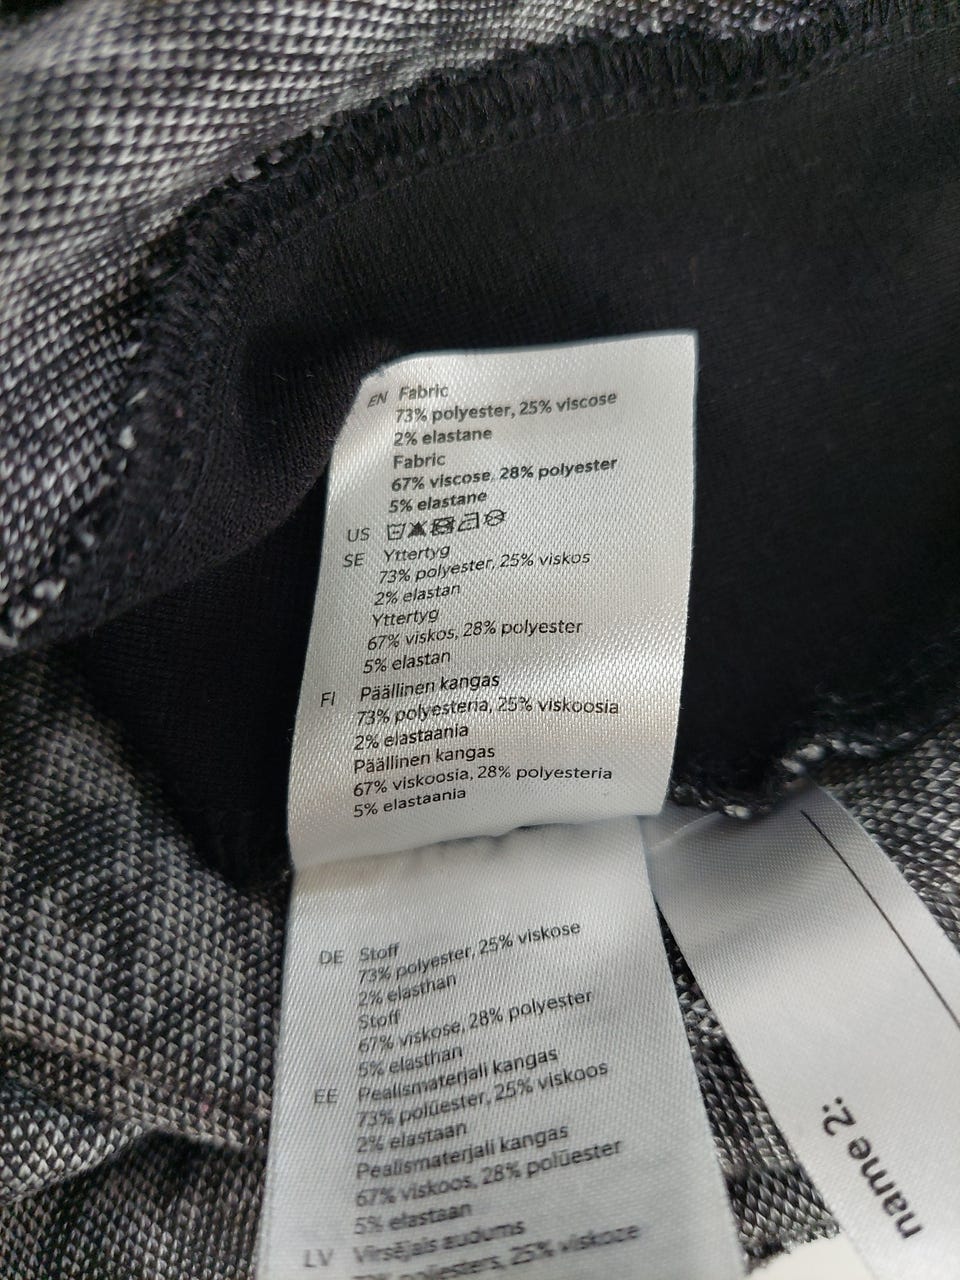 EN Fabric
73% polyester, 25% viscose
2% elastane
Fabric
67% viscose, 28% polyester
5% elastane
US
SE Yttertyg
73% polyester, 25% viskos
2% elastan
Yttertyg
67% viskos, 28% polyester
5% elastan
FI Päällinen kangas
73% polyesteria, 25% viskoosia
2% elastaania
Päällinen kangas
67% viskoosia, 28% polyesteria
5% elastaania
DE Stoff
73% polyester, 25% viskose
2% elasthan
Stoff
67% viskose, 28% polyester
5% elasthan
EE Pealismaterjali kangas
73% polüester, 25% viskoos
2% elastaan
Pealismaterjali kangas
67% viskoos, 28% polüester
5% elastaan
LV Virsējais audums
73% poliesters, 25% viskoze
name 2: